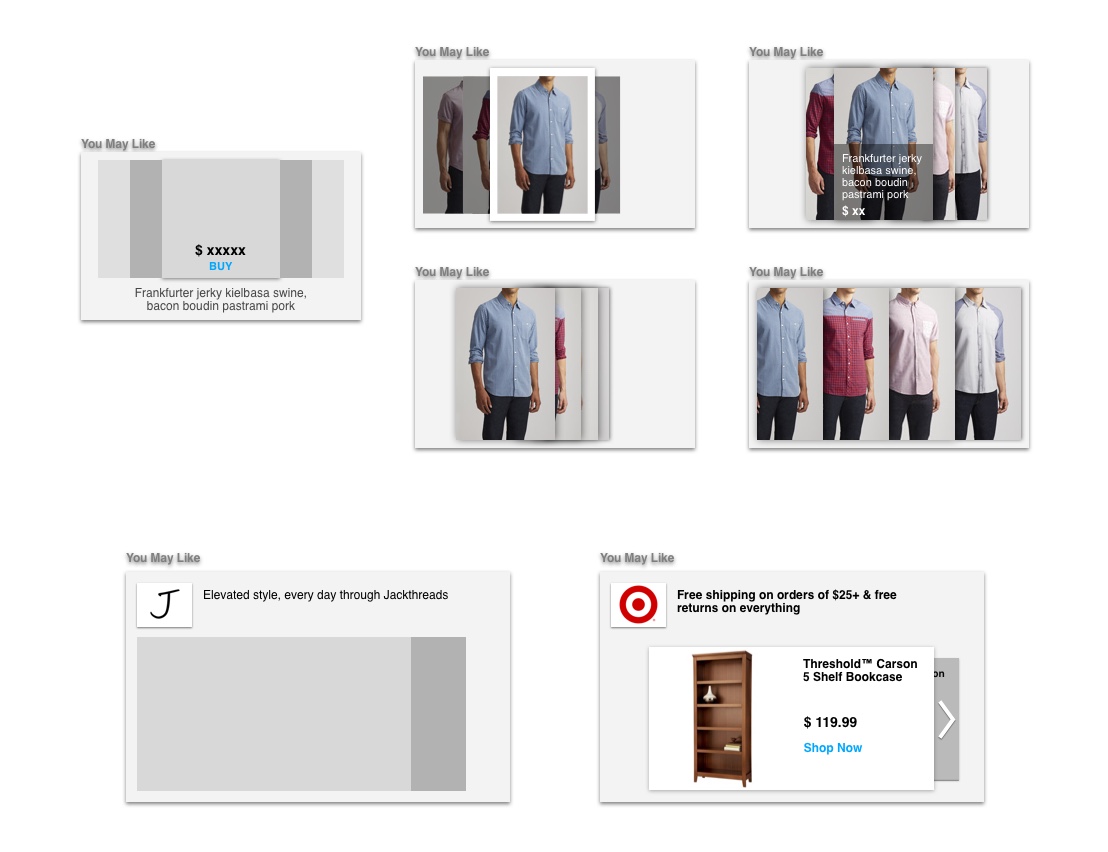 You May Like
You May Like
Frankfurter jerky
kielbasa swine,
bacon boudin
pastrami pork
$ xx
You May Like
$ xxxxx
BUY
Frankfurter jerky kielbasa swine,
bacon boudin pastrami pork
You May Like
You May Like
You May Like
J
Elevated style, every day through Jackthreads
You May Like
Free shipping on orders of $25+ & free
returns on everything
Threshold™ Carson
5 Shelf Bookcase
on
$ 119.99
Shop Now